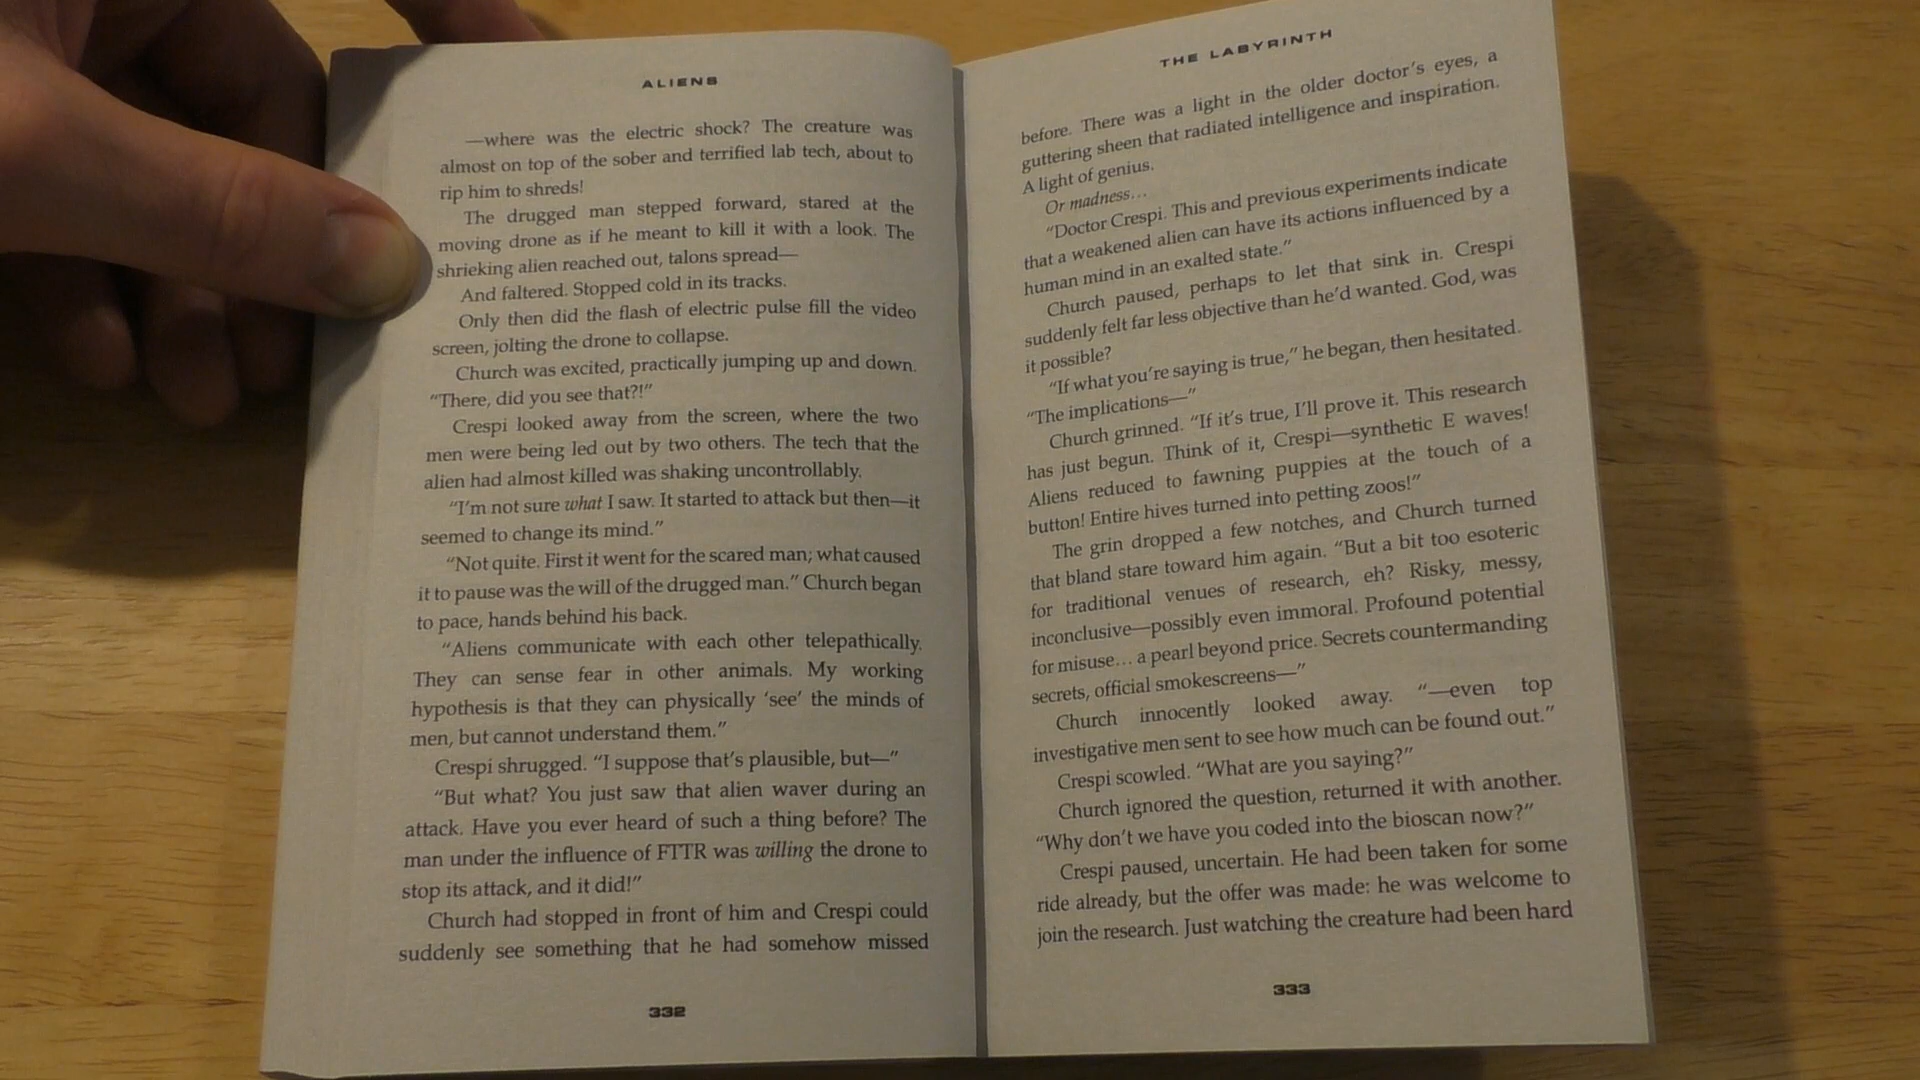 ALIENS
—where was the electric shock? The creature was
almost on top of the sober and terrified lab tech, about to
rip him to shreds!
The drugged man stepped forward, stared at the
moving drone as if he meant to kill it with a look. The
shrieking alien reached out, talons spread—
And faltered. Stopped cold in its tracks.
Only then did the flash of electric pulse fill the video
screen, jolting the drone to collapse.
Church was excited, practically jumping up and down.
“There, did you see that?!”
Crespi looked away from the screen, where the two
men were being led out by two others. The tech that the
alien had almost killed was shaking uncontrollably.
“I’m not sure what I saw. It started to attack but then—it
seemed to change its mind.”
“Not quite. First it went for the scared man; what caused
it to pause was the will of the drugged man.” Church began
to pace, hands behind his back.
“Aliens communicate with each other telepathically.
They can sense fear in other animals. My working
hypothesis is that they can physically ‘see’ the minds of
men, but cannot understand them.”
Crespi shrugged. “I suppose that’s plausible, but—”
“But what? You just saw that alien waver during an
attack. Have you ever heard of such a thing before? The
man under the influence of FTTR was willing the drone to
stop its attack, and it did!”
Church had stopped in front of him and Crespi could
suddenly see something that he had somehow missed
332
THE LABYRINTH
before. There was a light in the older doctor’s eyes, a
guttering sheen that radiated intelligence and inspiration.
A light of genius.
Or madness…
“Doctor Crespi. This and previous experiments indicate
that a weakened alien can have its actions influenced by a
human mind in an exalted state.”
Church paused, perhaps to let that sink in. Crespi
suddenly felt far less objective than he’d wanted. God, was
it possible?
“If what you’re saying is true,” he began, then hesitated.
“The implications—”
Church grinned. “If it’s true, I’ll prove it. This research
has just begun. Think of it, Crespi—synthetic E waves!
Aliens reduced to fawning puppies at the touch of a
button! Entire hives turned into petting zoos!”
The grin dropped a few notches, and Church turned
that bland stare toward him again. “But a bit too esoteric
for traditional venues of research, eh? Risky, messy,
inconclusive—possibly even immoral. Profound potential
for misuse… a pearl beyond price. Secrets countermanding
secrets, official smokescreens—”
Church innocently looked away. “—even top
investigative men sent to see how much can be found out.”
Crespi scowled. “What are you saying?”
Church ignored the question, returned it with another.
“Why don’t we have you coded into the bioscan now?”
Crespi paused, uncertain. He had been taken for some
ride already, but the offer was made: he was welcome to
join the research. Just watching the creature had been hard
333